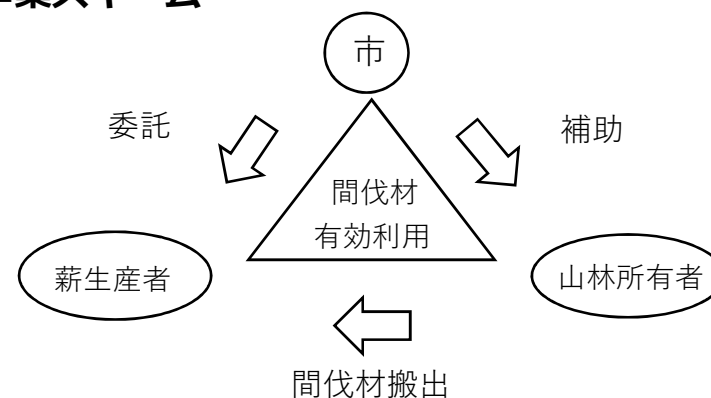 市
委託
補助
間伐材
有効利用
薪生産者
山林所有者
間伐材搬出